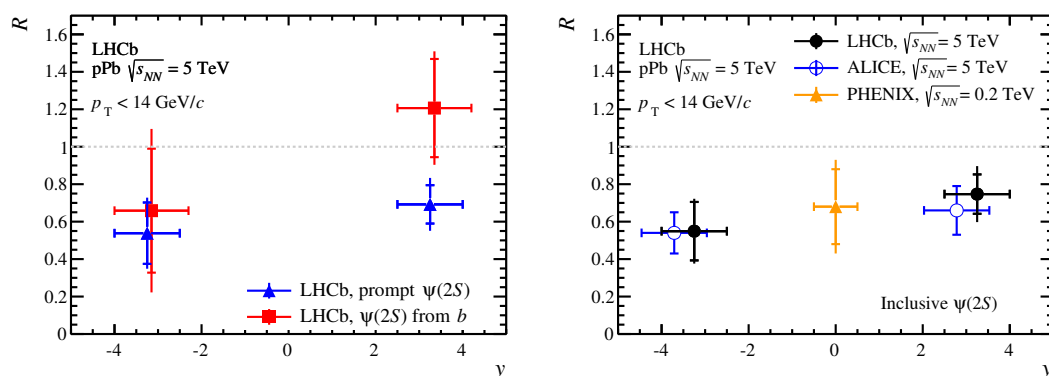 R
1.6
1.4
1.2
1
0.8
0.6
0.4
0.2
0
LHCb
pPb √sNN = 5 TeV
pT < 14 GeV/c
LHCb, prompt ψ(2S)
LHCb, ψ(2S) from b
-4 -2 0 2 4
y
R
1.6
1.4
1.2
1
0.8
0.6
0.4
0.2
0
LHCb
pPb √sNN = 5 TeV
pT < 14 GeV/c
LHCb, √sNN = 5 TeV
ALICE, √sNN = 5 TeV
PHENIX, √sNN = 0.2 TeV
Inclusive ψ(2S)
-4 -2 0 2 4
y